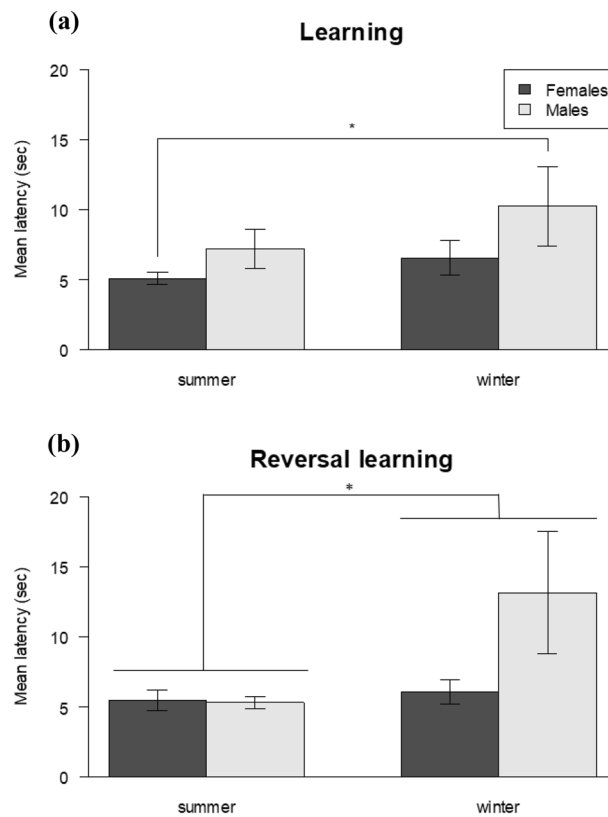 (a)
Learning
20
15
10
5
0
Mean latency (sec)
Females
Males
*
summer winter
(b)
Reversal learning
20
15
10
5
0
Mean latency (sec)
*
summer winter